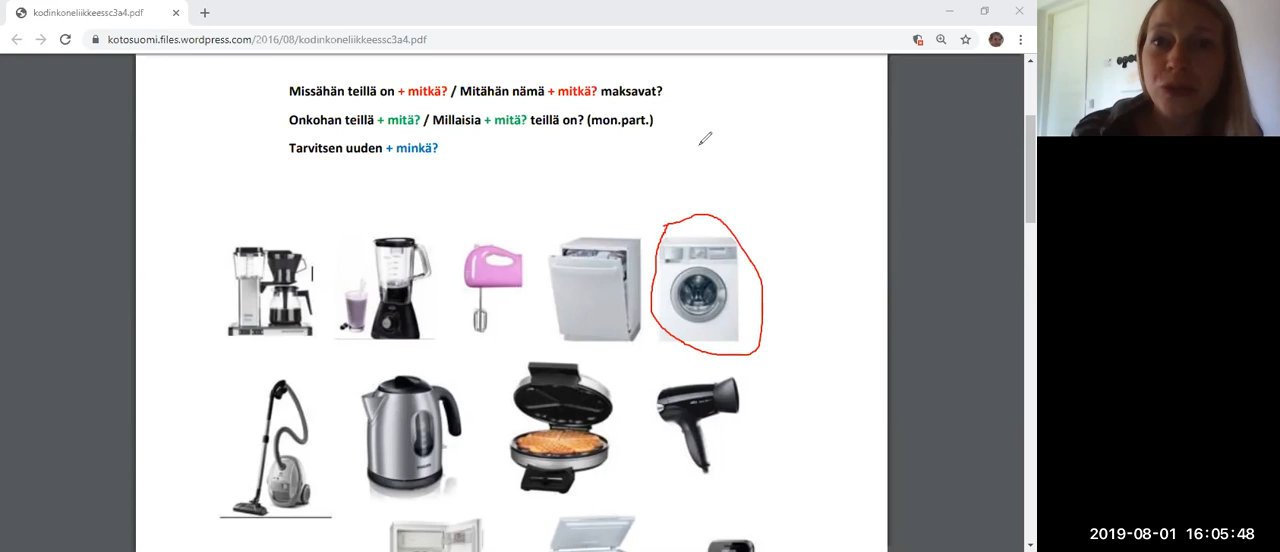 kodinkoneliikkeessc3a4.pdf
kotosuomi.files.wordpress.com/2016/08/kodinkoneliikkeessc3a4.pdf
Missähän teillä on + mitkä? / Mitähän nämä + mitkä? maksavat?
Onkohan teillä + mitä? / Millaisia + mitä? teillä on? (mon.part.)
Tarvitsen uuden + minkä?
2019-08-01 16:05:48